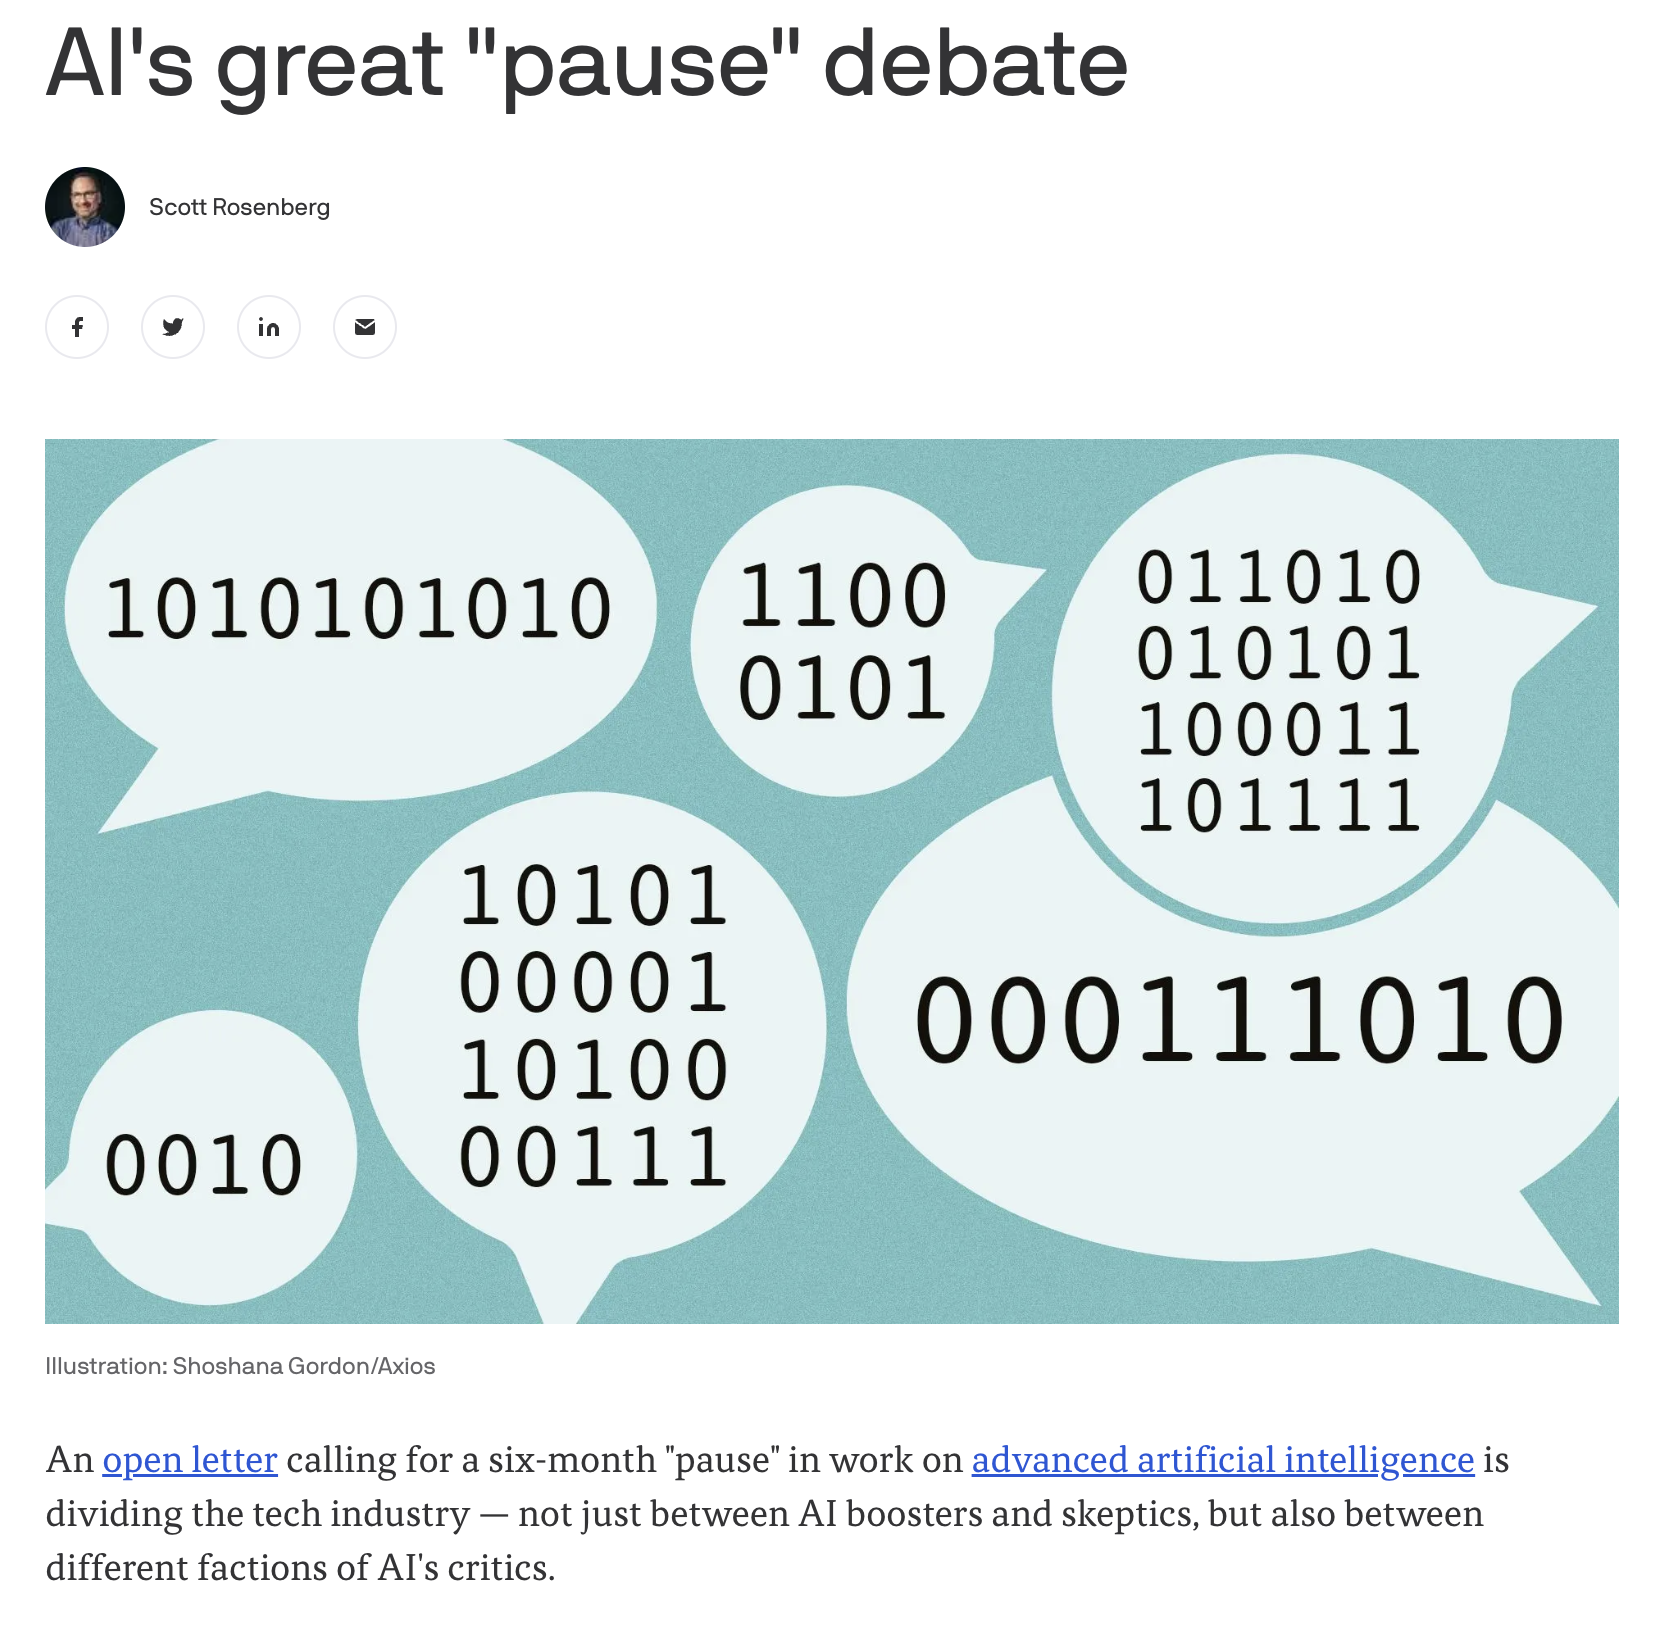 AI's great "pause" debate
Scott Rosenberg
1010101010
1100
0101
011010
010101
100011
101111
10101
00001
10100
00111
000111010
0010
Illustration: Shoshana Gordon/Axios
An open letter calling for a six-month "pause" in work on advanced artificial intelligence is
dividing the tech industry — not just between AI boosters and skeptics, but also between
different factions of AI's critics.